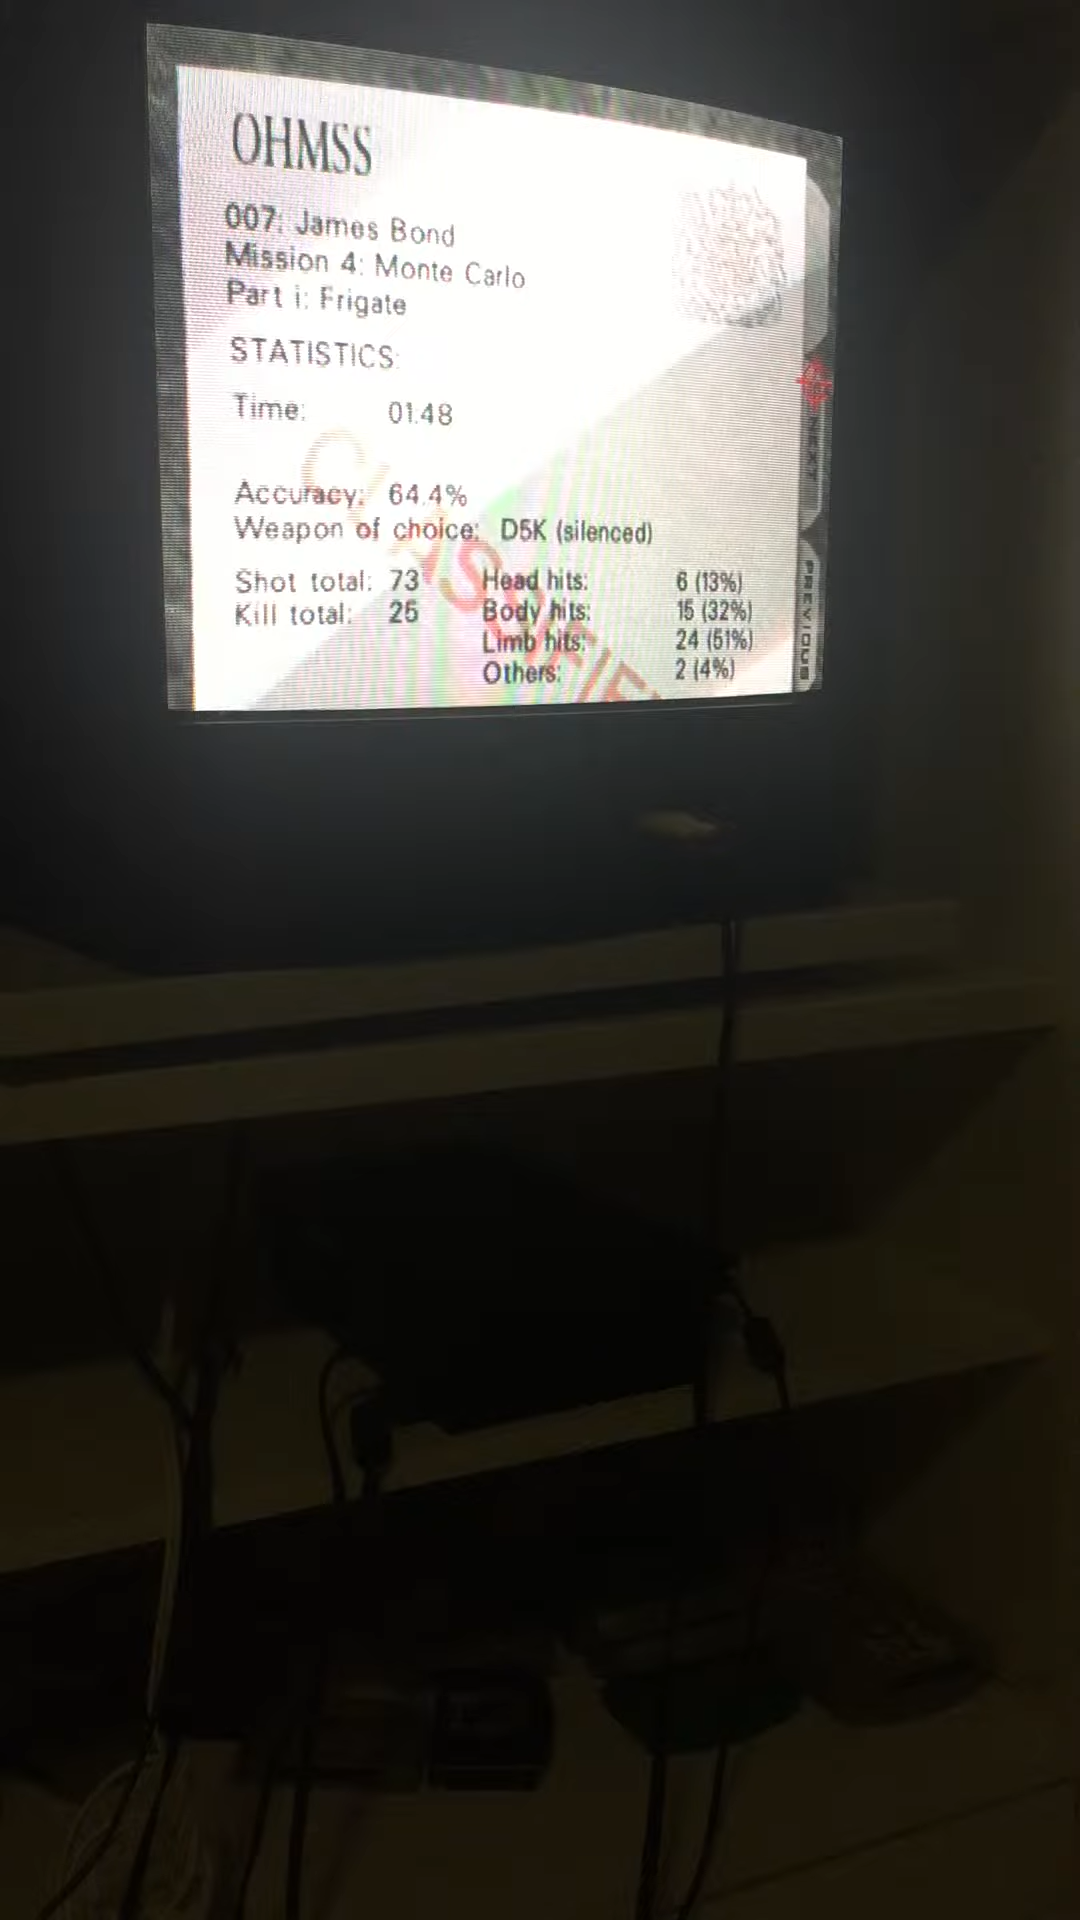 OHMSS
007: James Bond
Mission 4: Monte Carlo
Part i: Frigate
STATISTICS:
Time: 01:48
Accuracy: 64.4%
Weapon of choice: D5K (silenced)
Shot total: 73
Kill total: 25
Head hits: 6 (13%)
Body hits: 15 (32%)
Limb hits: 24 (51%)
Others: 2 (4%)
CLASSIFIE
NEXT
PREVIOUS